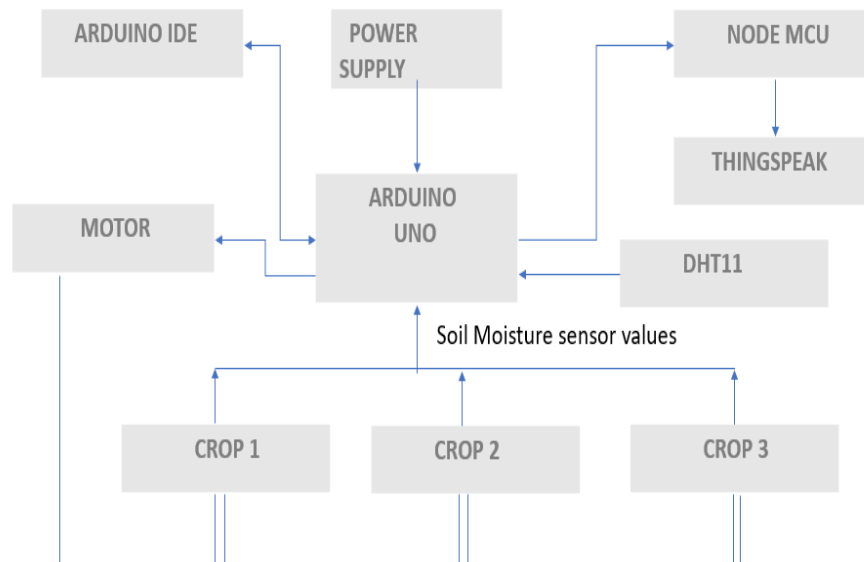 ARDUINO IDE
POWER
SUPPLY
NODE MCU
THINGSPEAK
ARDUINO
UNO
MOTOR
DHT11
Soil Moisture sensor values
CROP 1
CROP 2
CROP 3